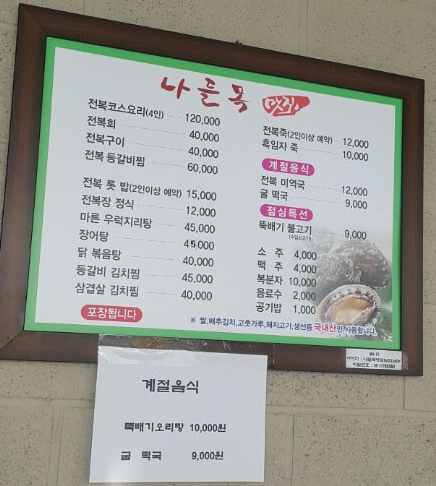 나들목 맛집
전복코스요리(4인) 120,000
전복회 40,000
전복구이 40,000
전복 등갈비찜 60,000
전복 톳 밥(2인이상 예약) 15,000
전복장 정식 12,000
마른 우럭지리탕 45,000
장어탕 45,000
닭 볶음탕 40,000
등갈비 김치찜 45,000
삼겹살 김치찜 40,000
포장됩니다
전복죽(2인이상 예약) 12,000
흑임자 죽 10,000
계절음식
전복 미역국 12,000
굴 떡국 9,000
점심특선
뚝배기 불고기 9,000
소 주 4,000
맥 주 4,000
복분자 10,000
음료수 2,000
공기밥 1,000
※ 쌀,배추김치,고춧가루,돼지고기,생선등 국내산만 사용합니다
계절음식
뚝배기오리탕 10,000원
굴 떡국 9,000원